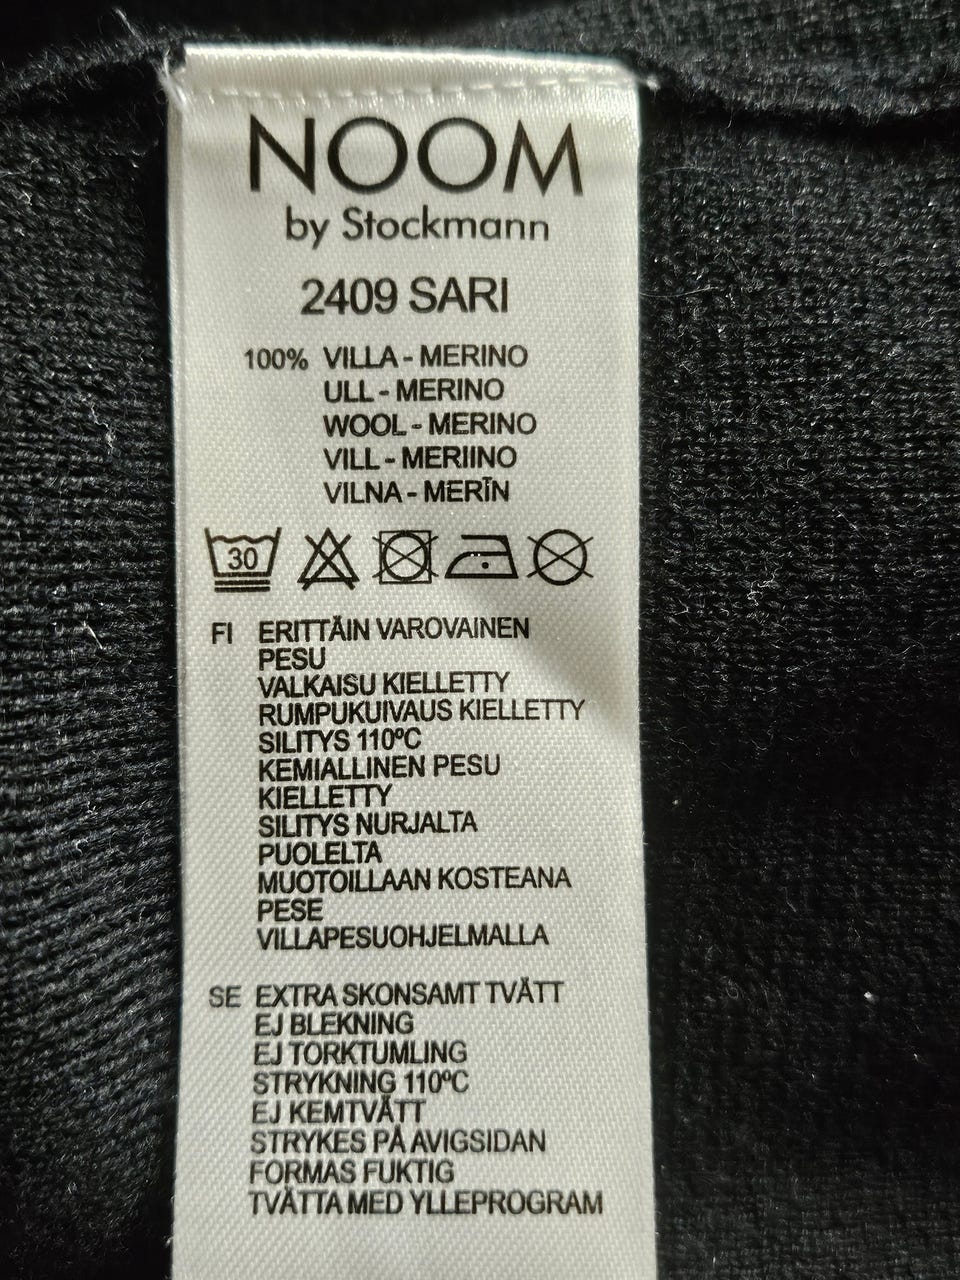 NOOM
by Stockmann
2409 SARI
100% VILLA - MERINO
ULL - MERINO
WOOL - MERINO
VILL - MERIINO
VILNA - MERĪN
30
FI ERITTÄIN VAROVAINEN
PESU
VALKAISU KIELLETTY
RUMPUKUIVAUS KIELLETTY
SILITYS 110ºC
KEMIALLINEN PESU
KIELLETTY
SILITYS NURJALTA
PUOLELTA
MUOTOILLAAN KOSTEANA
PESE
VILLAPESUOHJELMALLA
SE EXTRA SKONSAMT TVÄTT
EJ BLEKNING
EJ TORKTUMLING
STRYKNING 110ºC
EJ KEMTVÄTT
STRYKES PÅ AVIGSIDAN
FORMAS FUKTIG
TVÄTTA MED YLLEPROGRAM